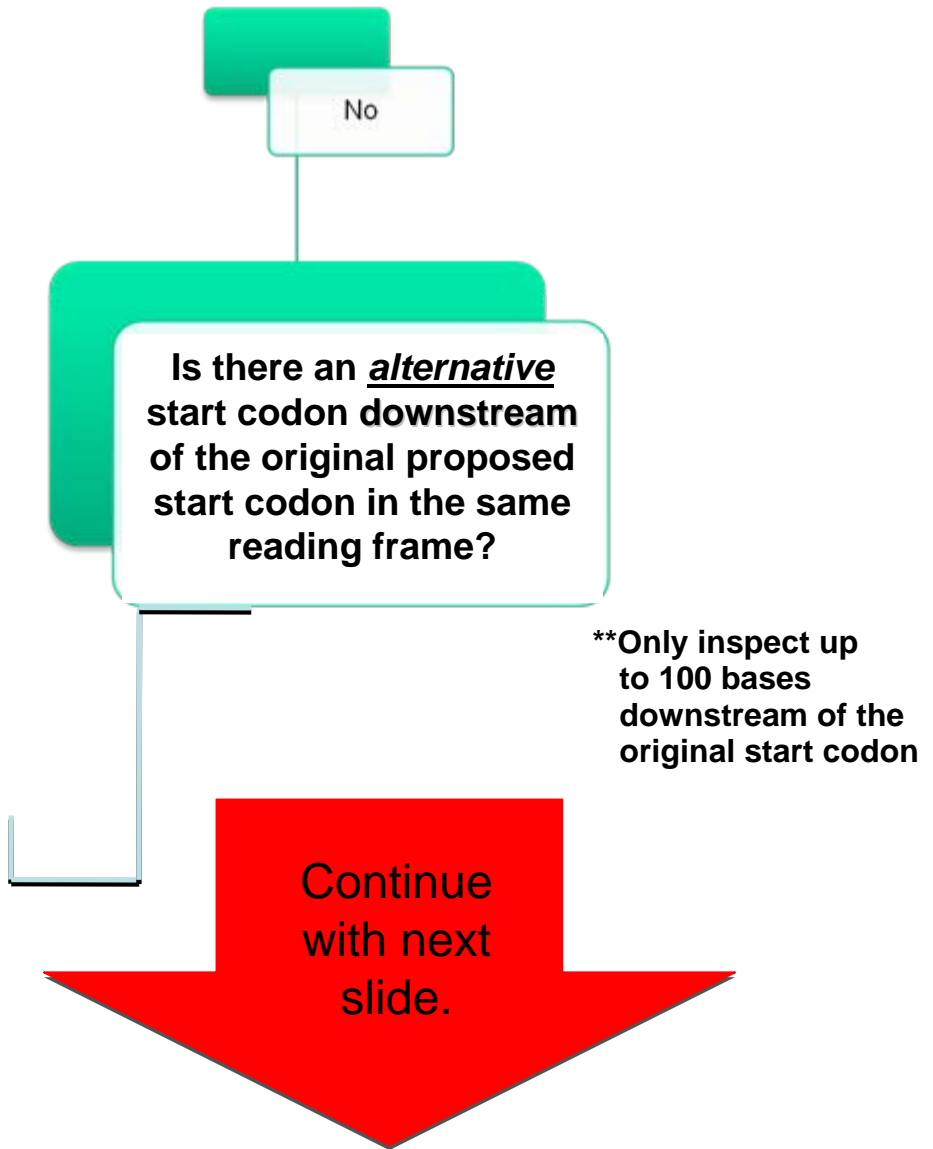 No
Is there an alternative
start codon downstream
of the original proposed
start codon in the same
reading frame?
**Only inspect up
to 100 bases
downstream of the
original start codon
Continue
with next
slide.